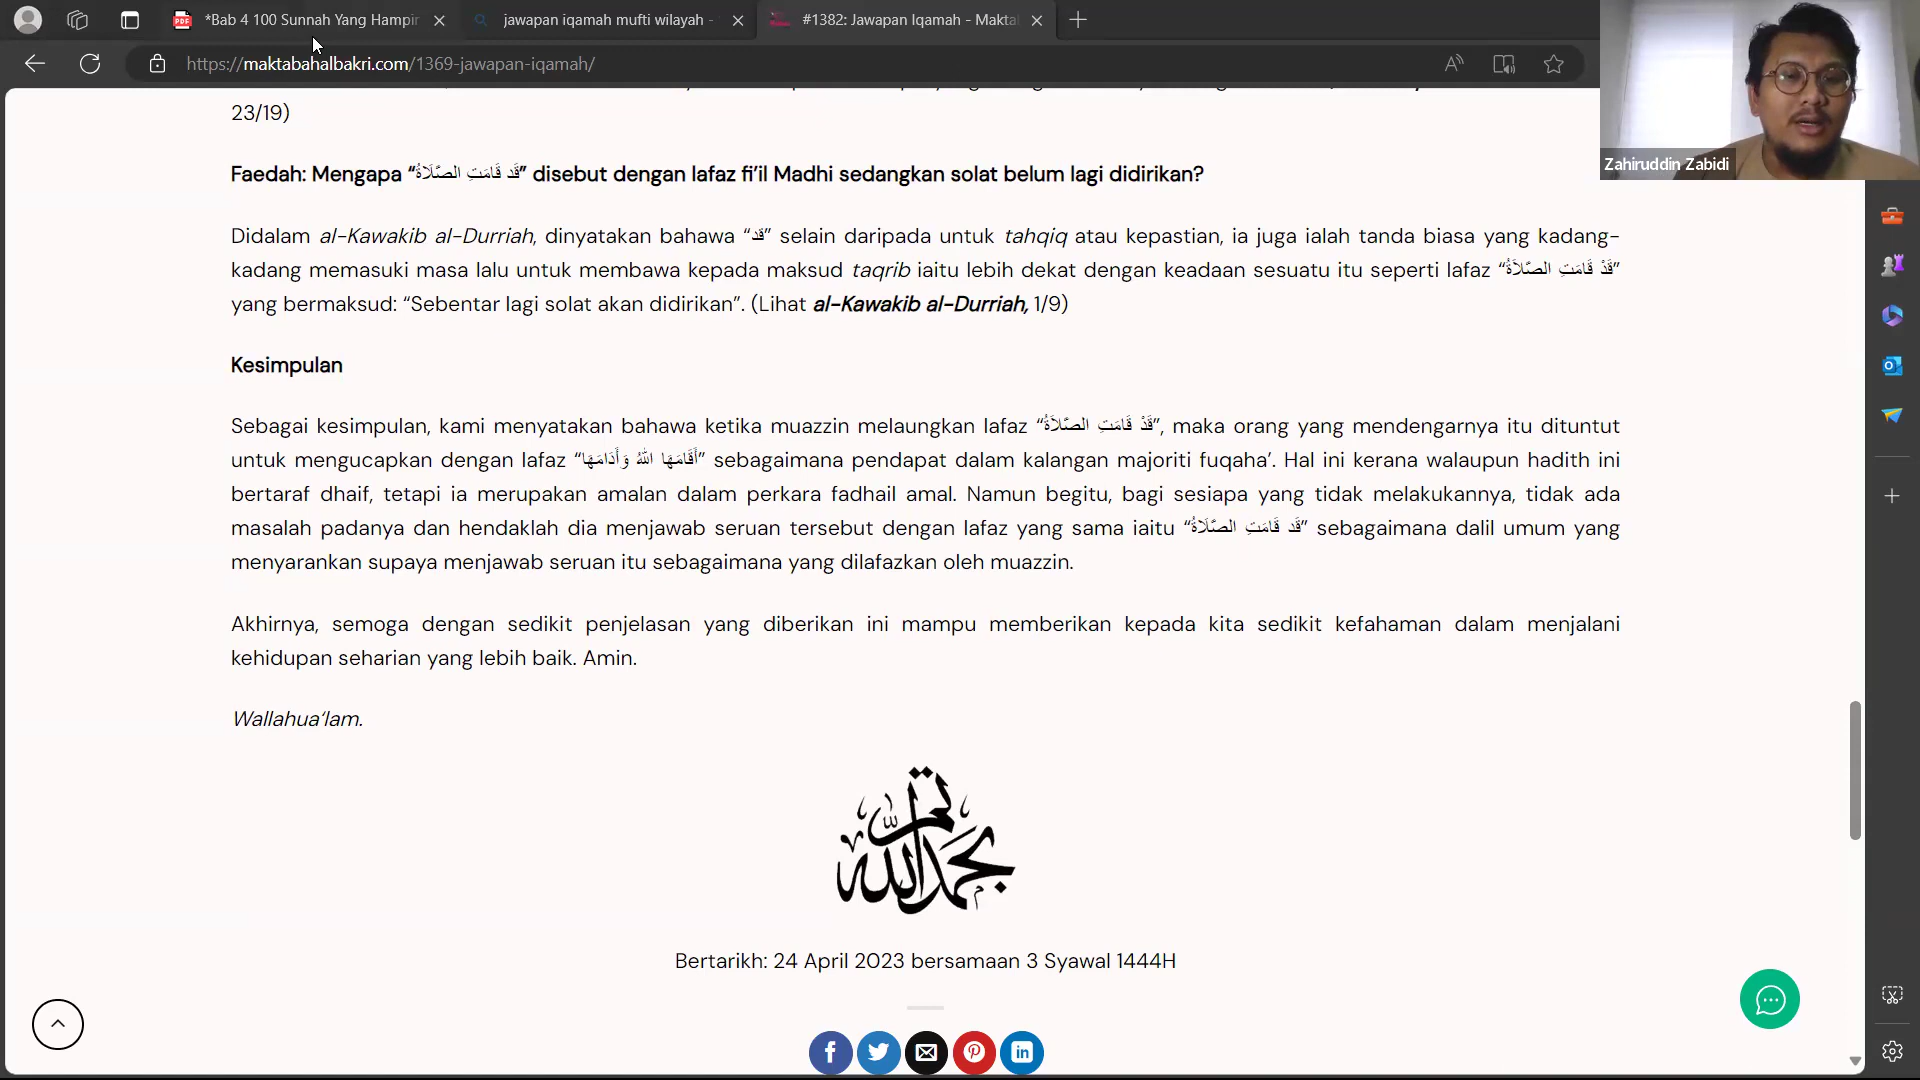 *Bab 4 100 Sunnah Yang Hampir
jawapan iqamah mufti wilayah -
#1382: Jawapan Iqamah - Maktab
https://maktabahalbakri.com/1369-jawapan-iqamah/
Zahiruddin Zabidi
23/19)
Faedah: Mengapa “قَد قَامَتِ الصَّلَاةُ” disebut dengan lafaz fi’il Madhi sedangkan solat belum lagi didirikan?
Didalam al-Kawakib al-Durriah, dinyatakan bahawa “قد” selain daripada untuk tahqiq atau kepastian, ia juga ialah tanda biasa yang kadang-
kadang memasuki masa lalu untuk membawa kepada maksud taqrib iaitu lebih dekat dengan keadaan sesuatu itu seperti lafaz “قَدْ قَامَتِ الصَّلَاةُ”
yang bermaksud: “Sebentar lagi solat akan didirikan”. (Lihat al-Kawakib al-Durriah, 1/9)
Kesimpulan
Sebagai kesimpulan, kami menyatakan bahawa ketika muazzin melaungkan lafaz “قَدْ قَامَتِ الصَّلَاةُ”, maka orang yang mendengarnya itu dituntut
untuk mengucapkan dengan lafaz “أَقَامَهَا اللهُ وَأَدَامَهَا” sebagaimana pendapat dalam kalangan majoriti fuqaha’. Hal ini kerana walaupun hadith ini
bertaraf dhaif, tetapi ia merupakan amalan dalam perkara fadhail amal. Namun begitu, bagi sesiapa yang tidak melakukannya, tidak ada
masalah padanya dan hendaklah dia menjawab seruan tersebut dengan lafaz yang sama iaitu “قَد قَامَتِ الصَّلَاةُ” sebagaimana dalil umum yang
menyarankan supaya menjawab seruan itu sebagaimana yang dilafazkan oleh muazzin.
Akhirnya, semoga dengan sedikit penjelasan yang diberikan ini mampu memberikan kepada kita sedikit kefahaman dalam menjalani
kehidupan seharian yang lebih baik. Amin.
Wallahua’lam.
تم بحمد الله
Bertarikh: 24 April 2023 bersamaan 3 Syawal 1444H